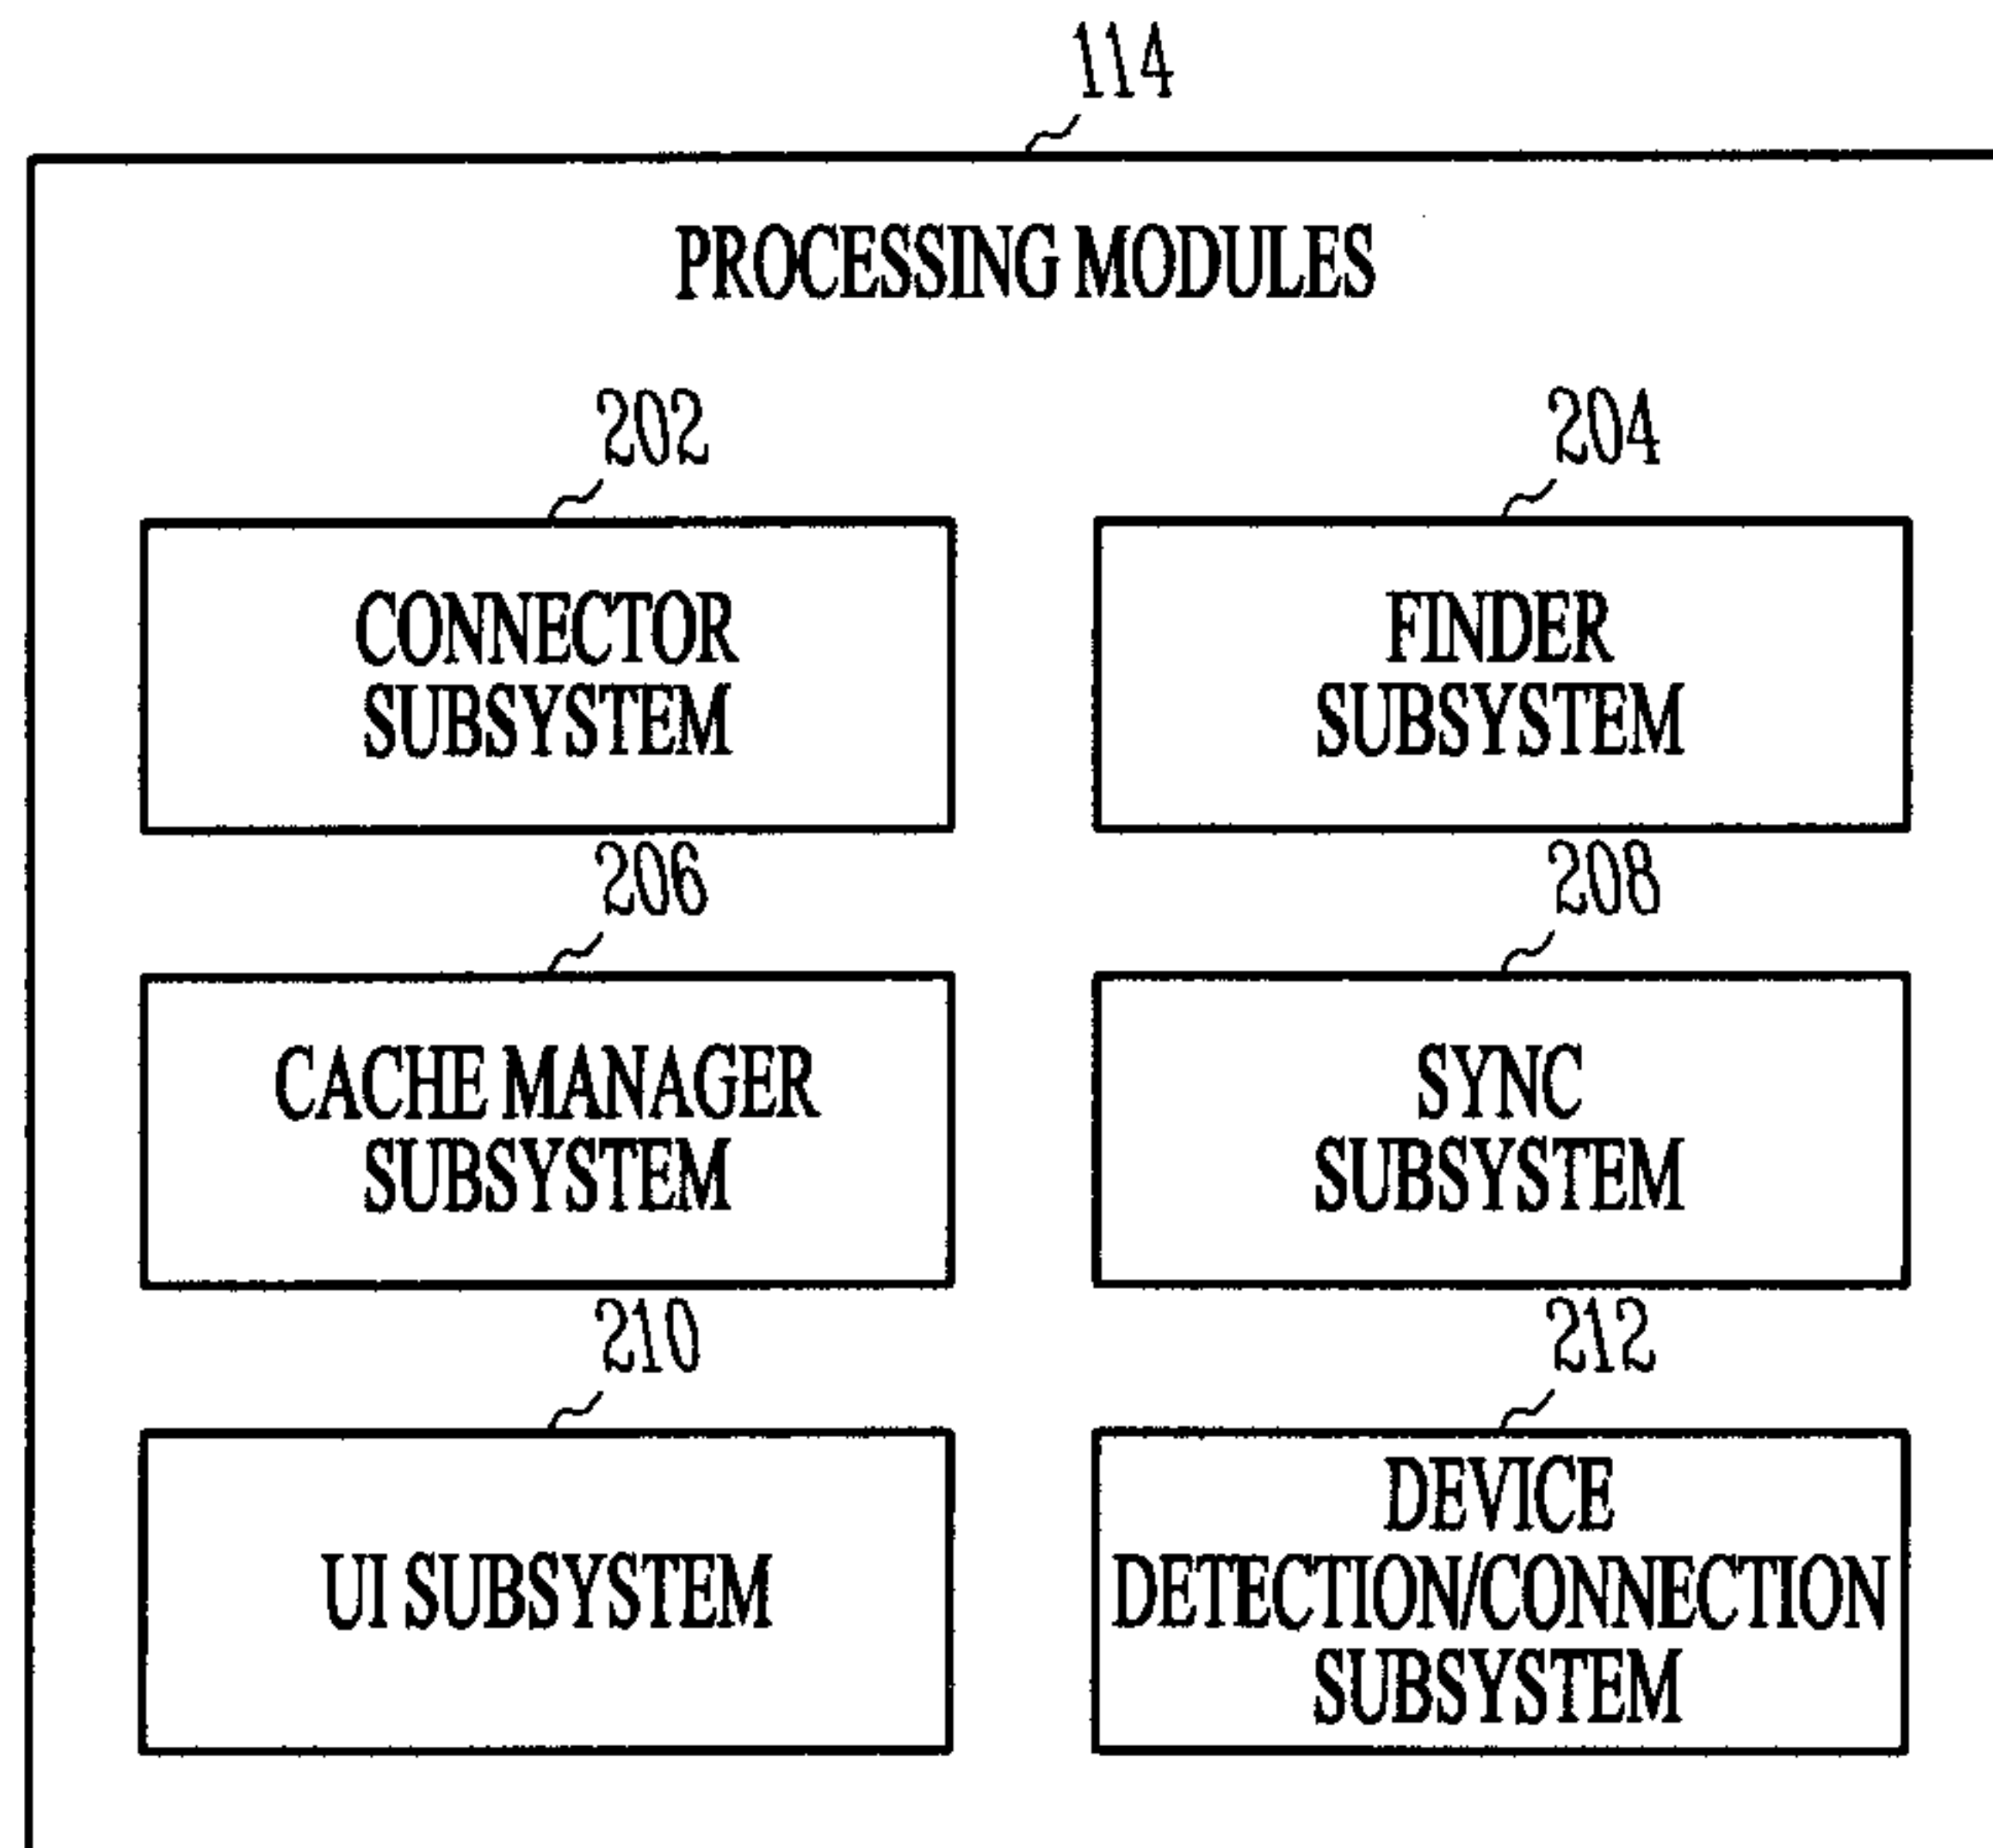 114
PROCESSING MODULES
202
204
CONNECTOR
SUBSYSTEM
FINDER
SUBSYSTEM
206
208
CACHE MANAGER
SUBSYSTEM
SYNC
SUBSYSTEM
210
212
UI SUBSYSTEM
DEVICE
DETECTION/CONNECTION
SUBSYSTEM